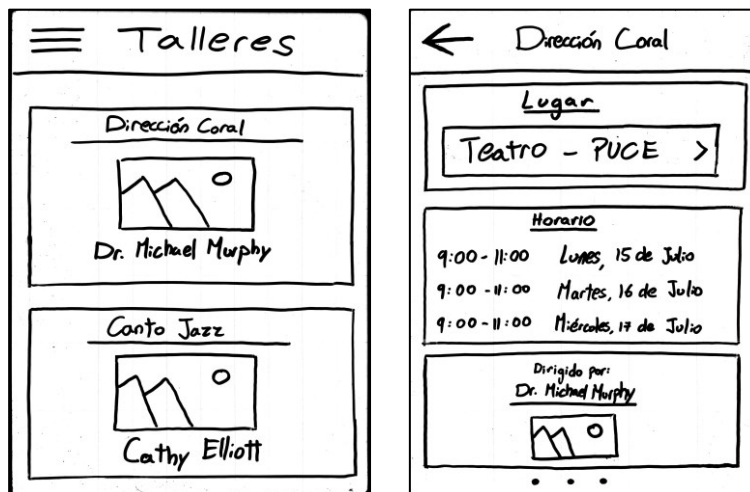 Talleres
Dirección Coral
Dr. Michael Murphy
Canto Jazz
Cathy Elliott
Dirección Coral
Lugar
Teatro - PUCE >
Horario
9:00 - 11:00 Lunes, 15 de Julio
9:00 - 11:00 Martes, 16 de Julio
9:00 - 11:00 Miércoles, 17 de Julio
Dirigido por:
Dr. Michael Murphy